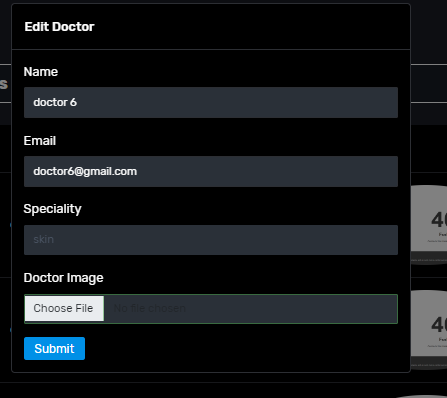 Edit Doctor
Name
doctor 6
s
Email
doctor6@gmail.com
Speciality
skin
40
Doctor Image
Choose File No file chosen
40
Submit